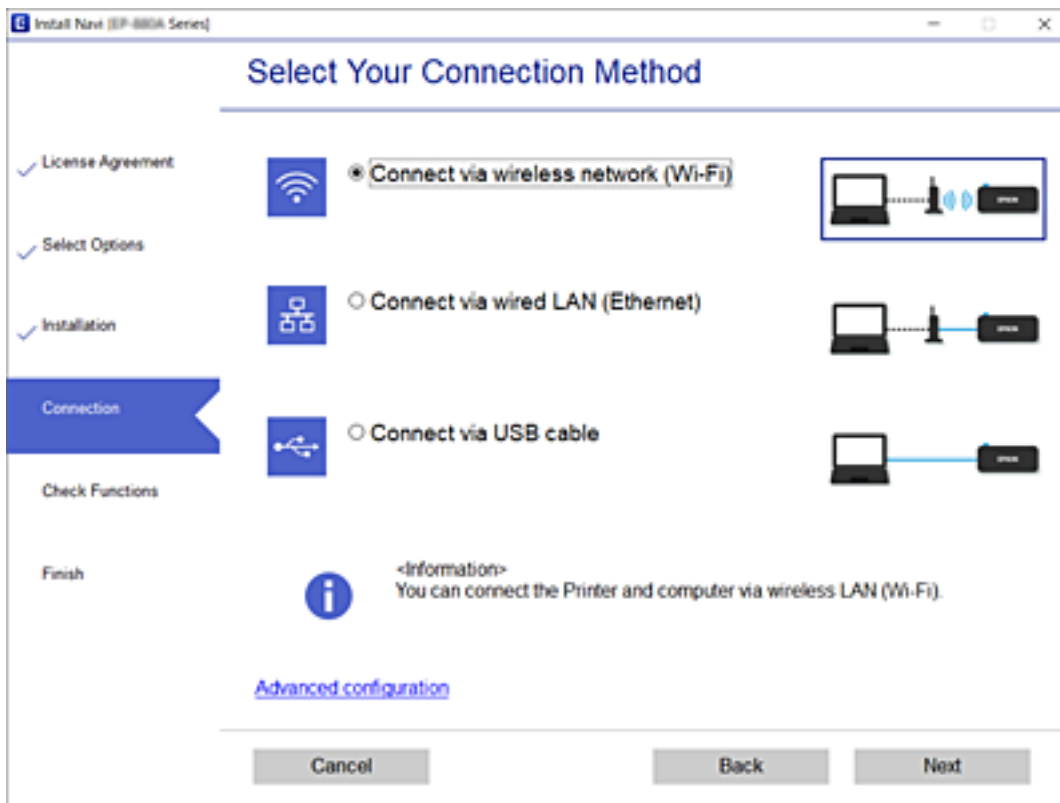 Install Navi Series]
Select Your Connection Method
License Agreement
Select Options
Installation
Connection
Check Functions
Finish
Connect via wireless network (Wi-Fi)
Connect via wired LAN (Ethernet)
Connect via USB cable
<Information>
You can connect the Printer and computer via wireless LAN (Wi-Fi).
Advanced configuration
Cancel
Back
Next